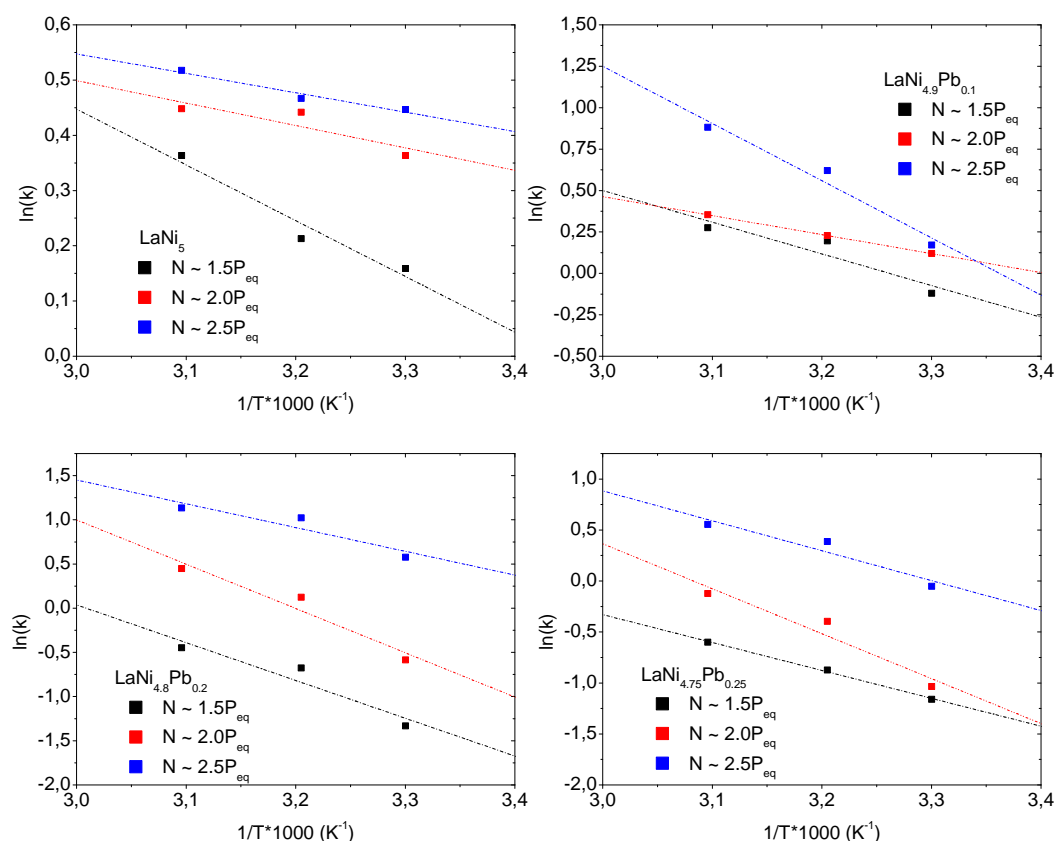 0,6
0,5
0,4
0,3
0,2
0,1
0,0
ln(k)
LaNi5
N ~ 1.5Peq
N ~ 2.0Peq
N ~ 2.5Peq
3,0 3,1 3,2 3,3 3,4
1/T*1000 (K-1)
1,50
1,25
1,00
0,75
0,50
0,25
0,00
-0,25
-0,50
ln(k)
LaNi4.9Pb0.1
N ~ 1.5Peq
N ~ 2.0Peq
N ~ 2.5Peq
3,0 3,1 3,2 3,3 3,4
1/T*1000 (K-1)
1,5
1,0
0,5
0,0
-0,5
-1,0
-1,5
-2,0
ln(k)
LaNi4.8Pb0.2
N ~ 1.5Peq
N ~ 2.0Peq
N ~ 2.5Peq
3,0 3,1 3,2 3,3 3,4
1/T*1000 (K-1)
1,0
0,5
0,0
-0,5
-1,0
-1,5
-2,0
ln(k)
LaNi4.75Pb0.25
N ~ 1.5Peq
N ~ 2.0Peq
N ~ 2.5Peq
3,0 3,1 3,2 3,3 3,4
1/T*1000 (K-1)